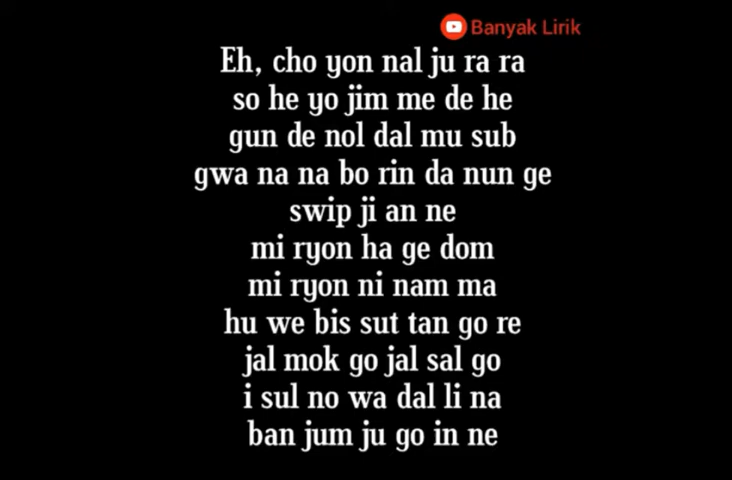 Banyak Lirik
Eh, cho yon nal ju ra ra
so he yo jim me de he
gun de nol dal mu sub
gwa na na bo rin da nun ge
swip ji an ne
mi ryon ha ge dom
mi ryon ni nam ma
hu we bis sut tan go re
jal mok go jal sal go
i sul no wa dal li na
ban jum ju go in ne